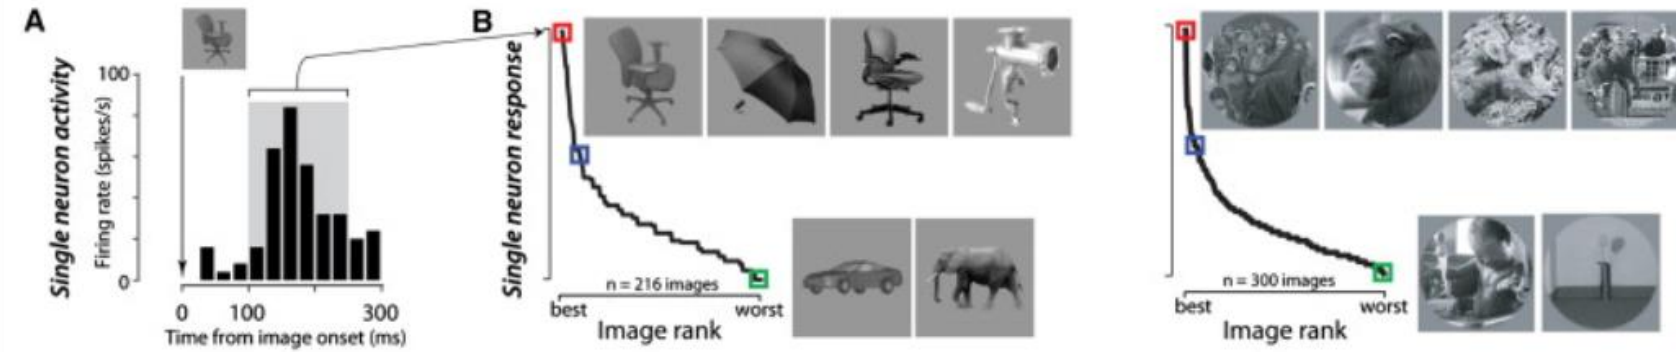 A
Single neuron activity
Firing rate (spikes/s)
100
0
0 100 300
Time from image onset (ms)
B
Single neuron response
n = 216 images
best worst
Image rank
n = 300 images
best worst
Image rank